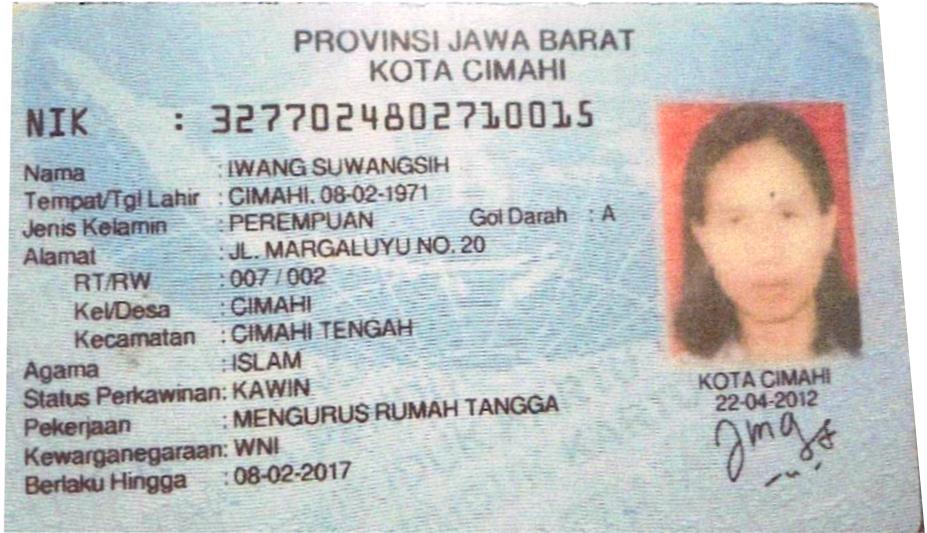 PROVINSI JAWA BARAT
KOTA CIMAHI
NIK : 3277024802710015
Nama : IWANG SUWANGSIH
Tempat/Tgl Lahir : CIMAHI. 08-02-1971
Jenis Kelamin : PEREMPUAN Gol Darah : A
Alamat : JL. MARGALUYU NO. 20
RT/RW : 007 / 002
Kel/Desa : CIMAHI
Kecamatan : CIMAHI TENGAH
Agama : ISLAM
Status Perkawinan: KAWIN
Pekerjaan : MENGURUS RUMAH TANGGA
Kewarganegaraan: WNI
Berlaku Hingga : 08-02-2017
KOTA CIMAHI
22-04-2012